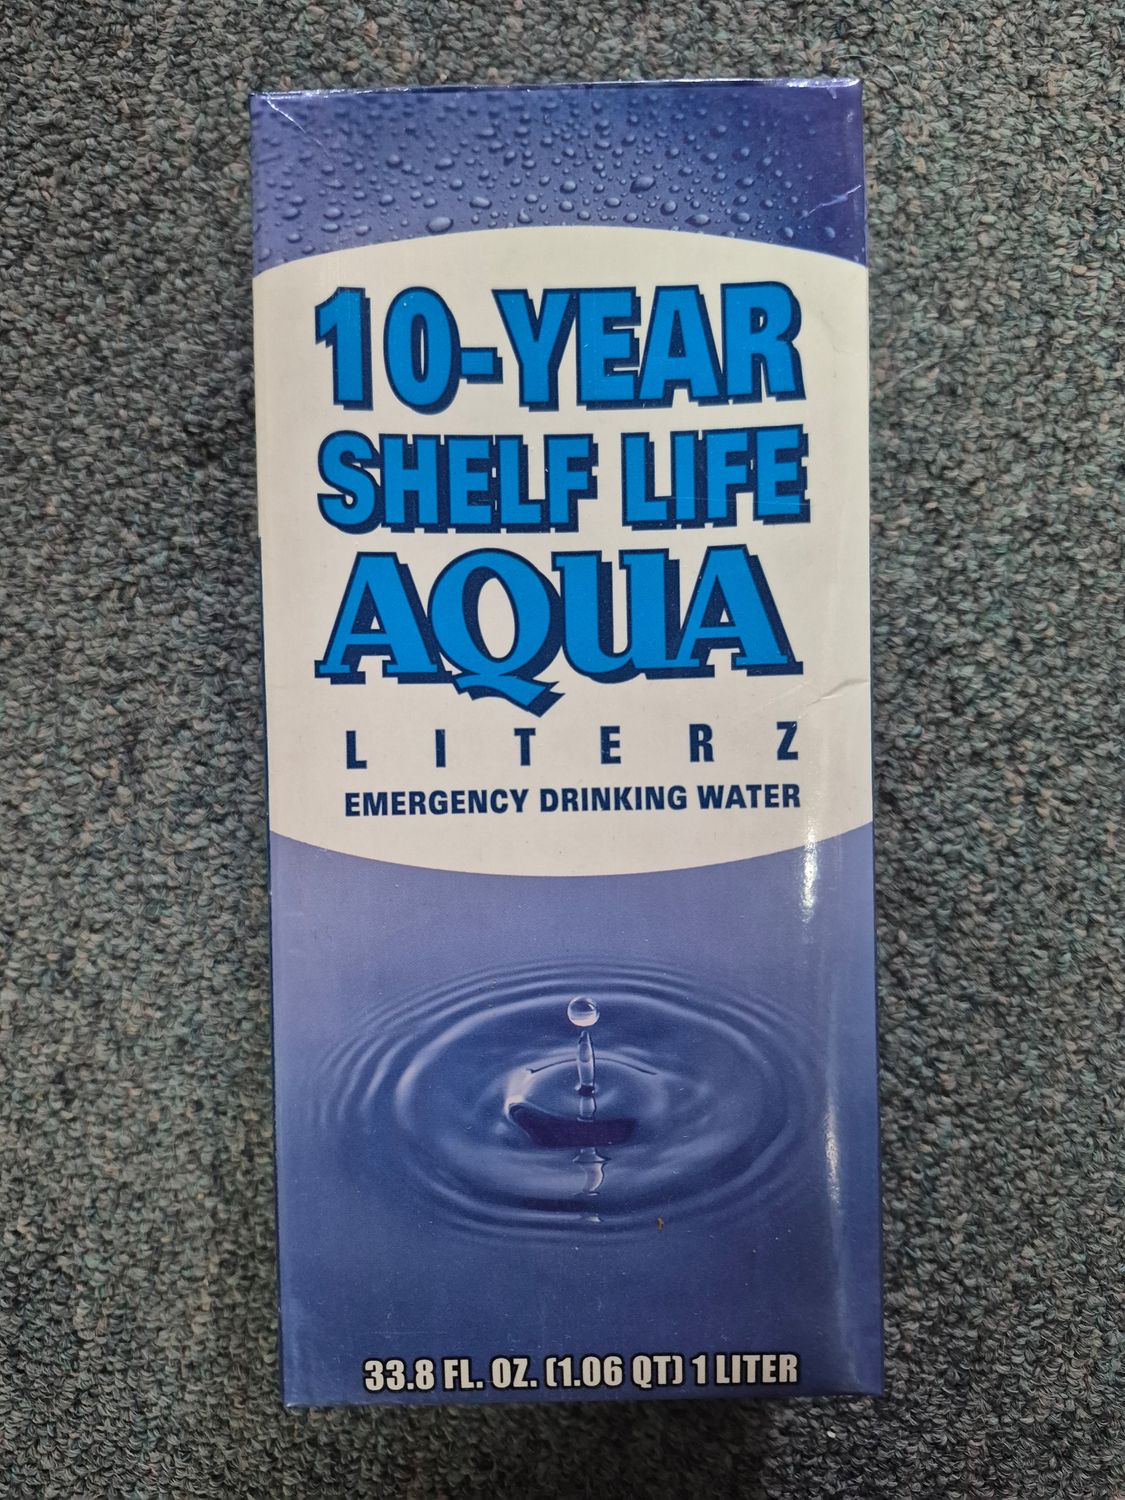 10-YEAR
SHELF LIFE
AQUA
LITERZ
EMERGENCY DRINKING WATER
33.8 FL. OZ. (1.06 QT) 1 LITER